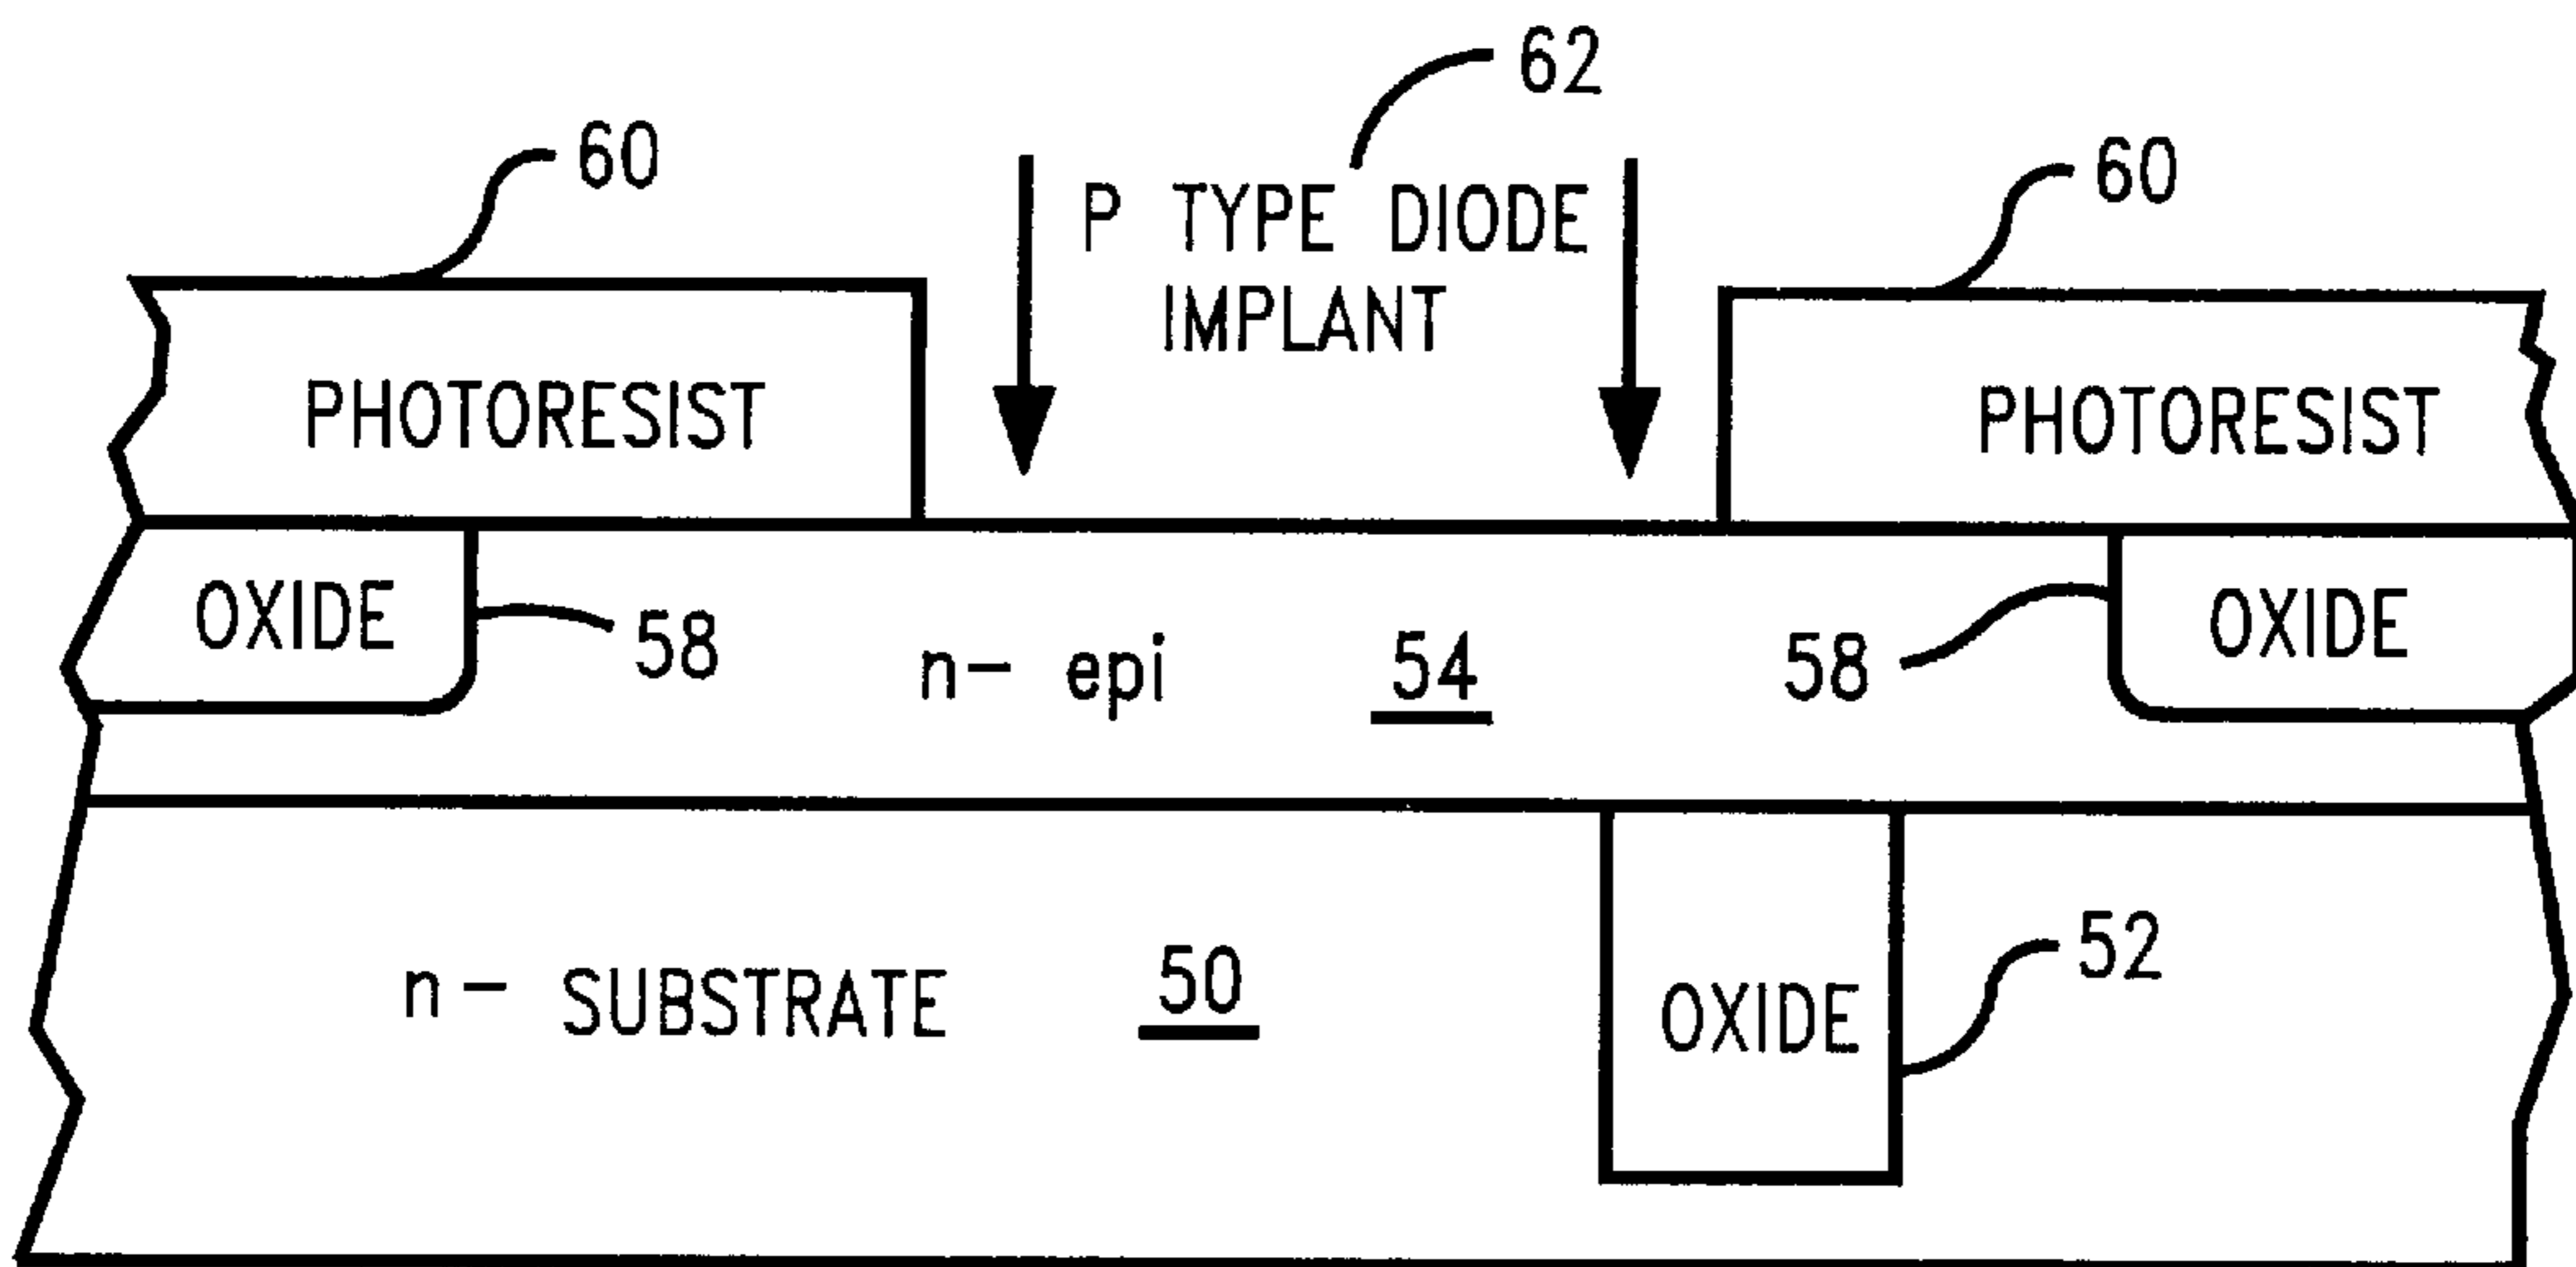 62
60
60
P TYPE DIODE
IMPLANT
PHOTORESIST
PHOTORESIST
OXIDE
58
n- epi 54
58
OXIDE
n- SUBSTRATE 50
OXIDE
52